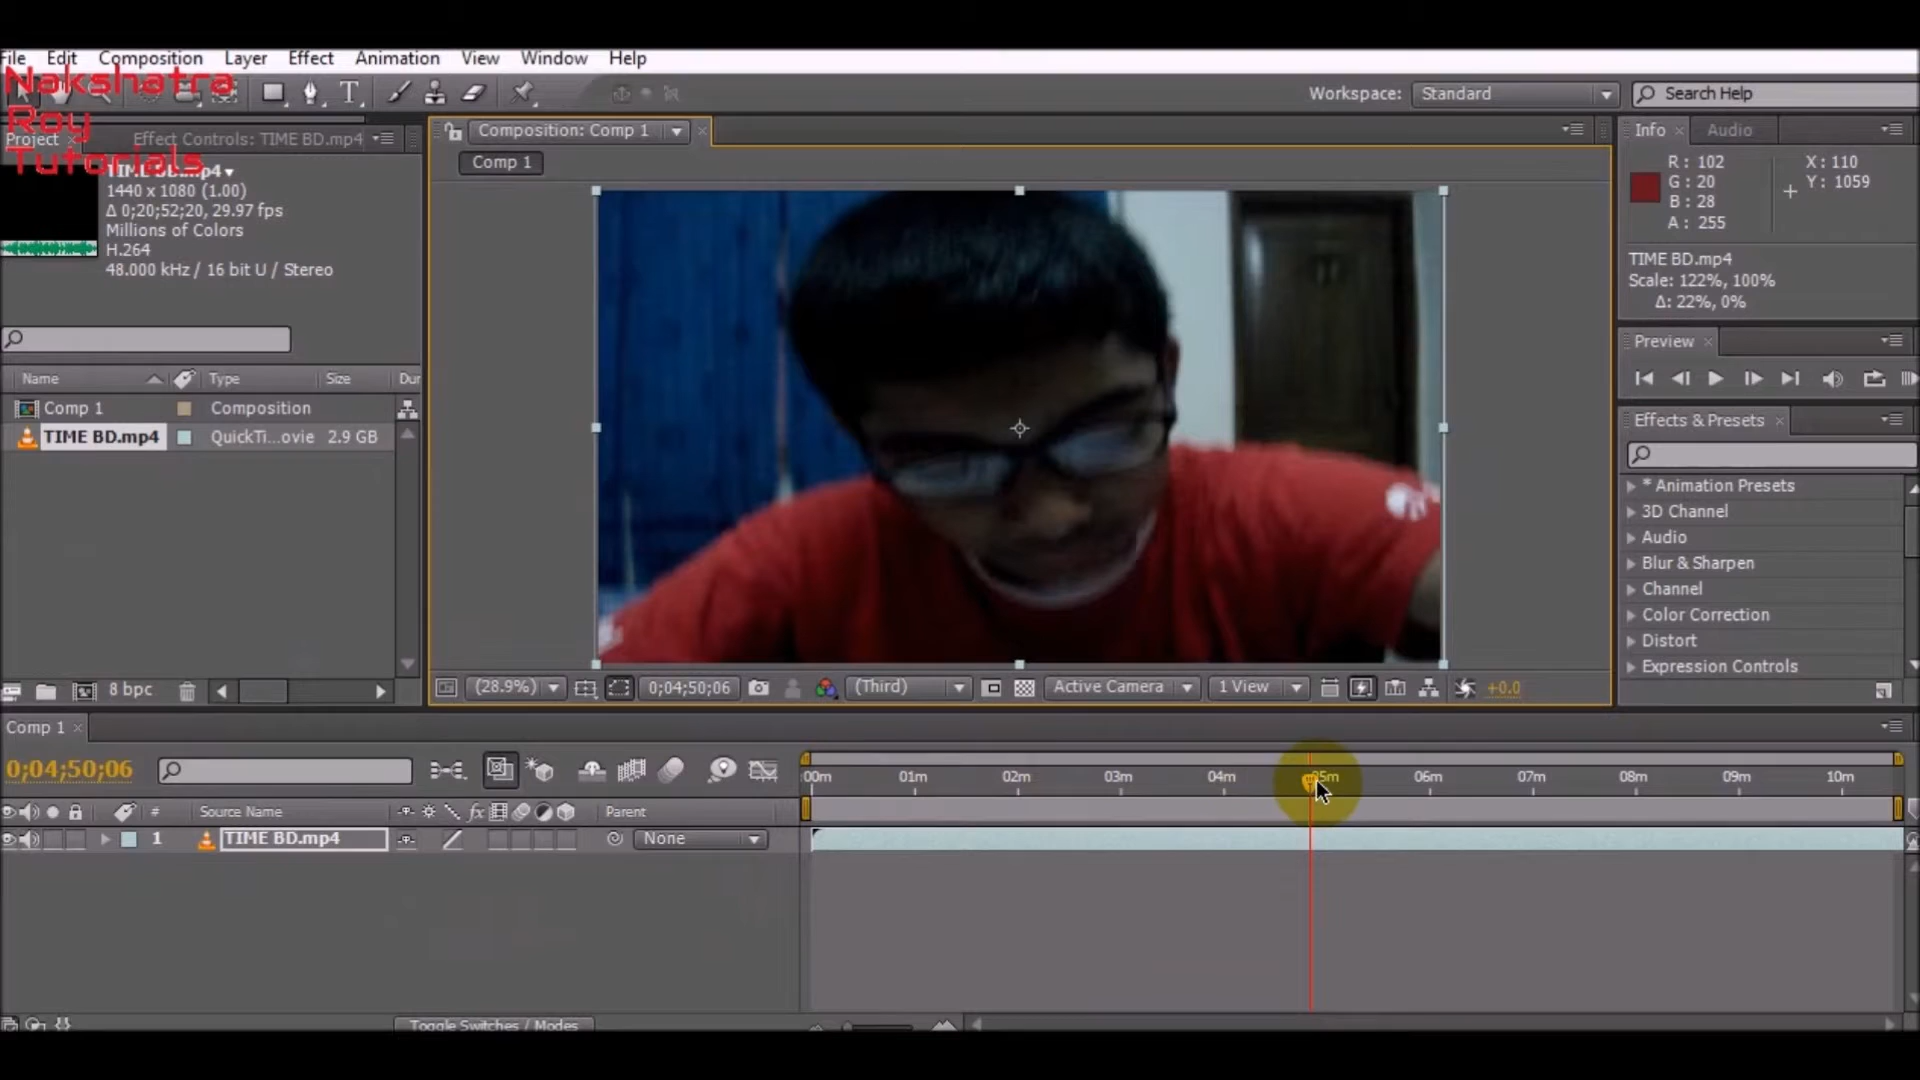 File Edit Composition Layer Effect Animation View Window Help
Nakshatra
Roy
Tutorials
Workspace: Standard
Search Help
Project
Effect Controls: TIME BD.mp4
TIME BD.mp4
1440 x 1080 (1.00)
Δ 0;20;52;20, 29.97 fps
Millions of Colors
H.264
48.000 kHz / 16 bit U / Stereo
Name Type Size Dur
Comp 1 Composition
TIME BD.mp4 QuickTi...ovie 2.9 GB
8 bpc
Composition: Comp 1
Comp 1
(28.9%) 0;04;50;06 (Third) Active Camera 1 View +0.0
Info Audio
R: 102
G: 20
B: 28
A: 255
X: 110
Y: 1059
TIME BD.mp4
Scale: 122%, 100%
Δ: 22%, 0%
Preview
Effects & Presets
* Animation Presets
3D Channel
Audio
Blur & Sharpen
Channel
Color Correction
Distort
Expression Controls
Comp 1
0;04;50;06
00m 01m 02m 03m 04m 05m 06m 07m 08m 09m 10m
# Source Name Parent
1 TIME BD.mp4 None
Toggle Switches / Modes